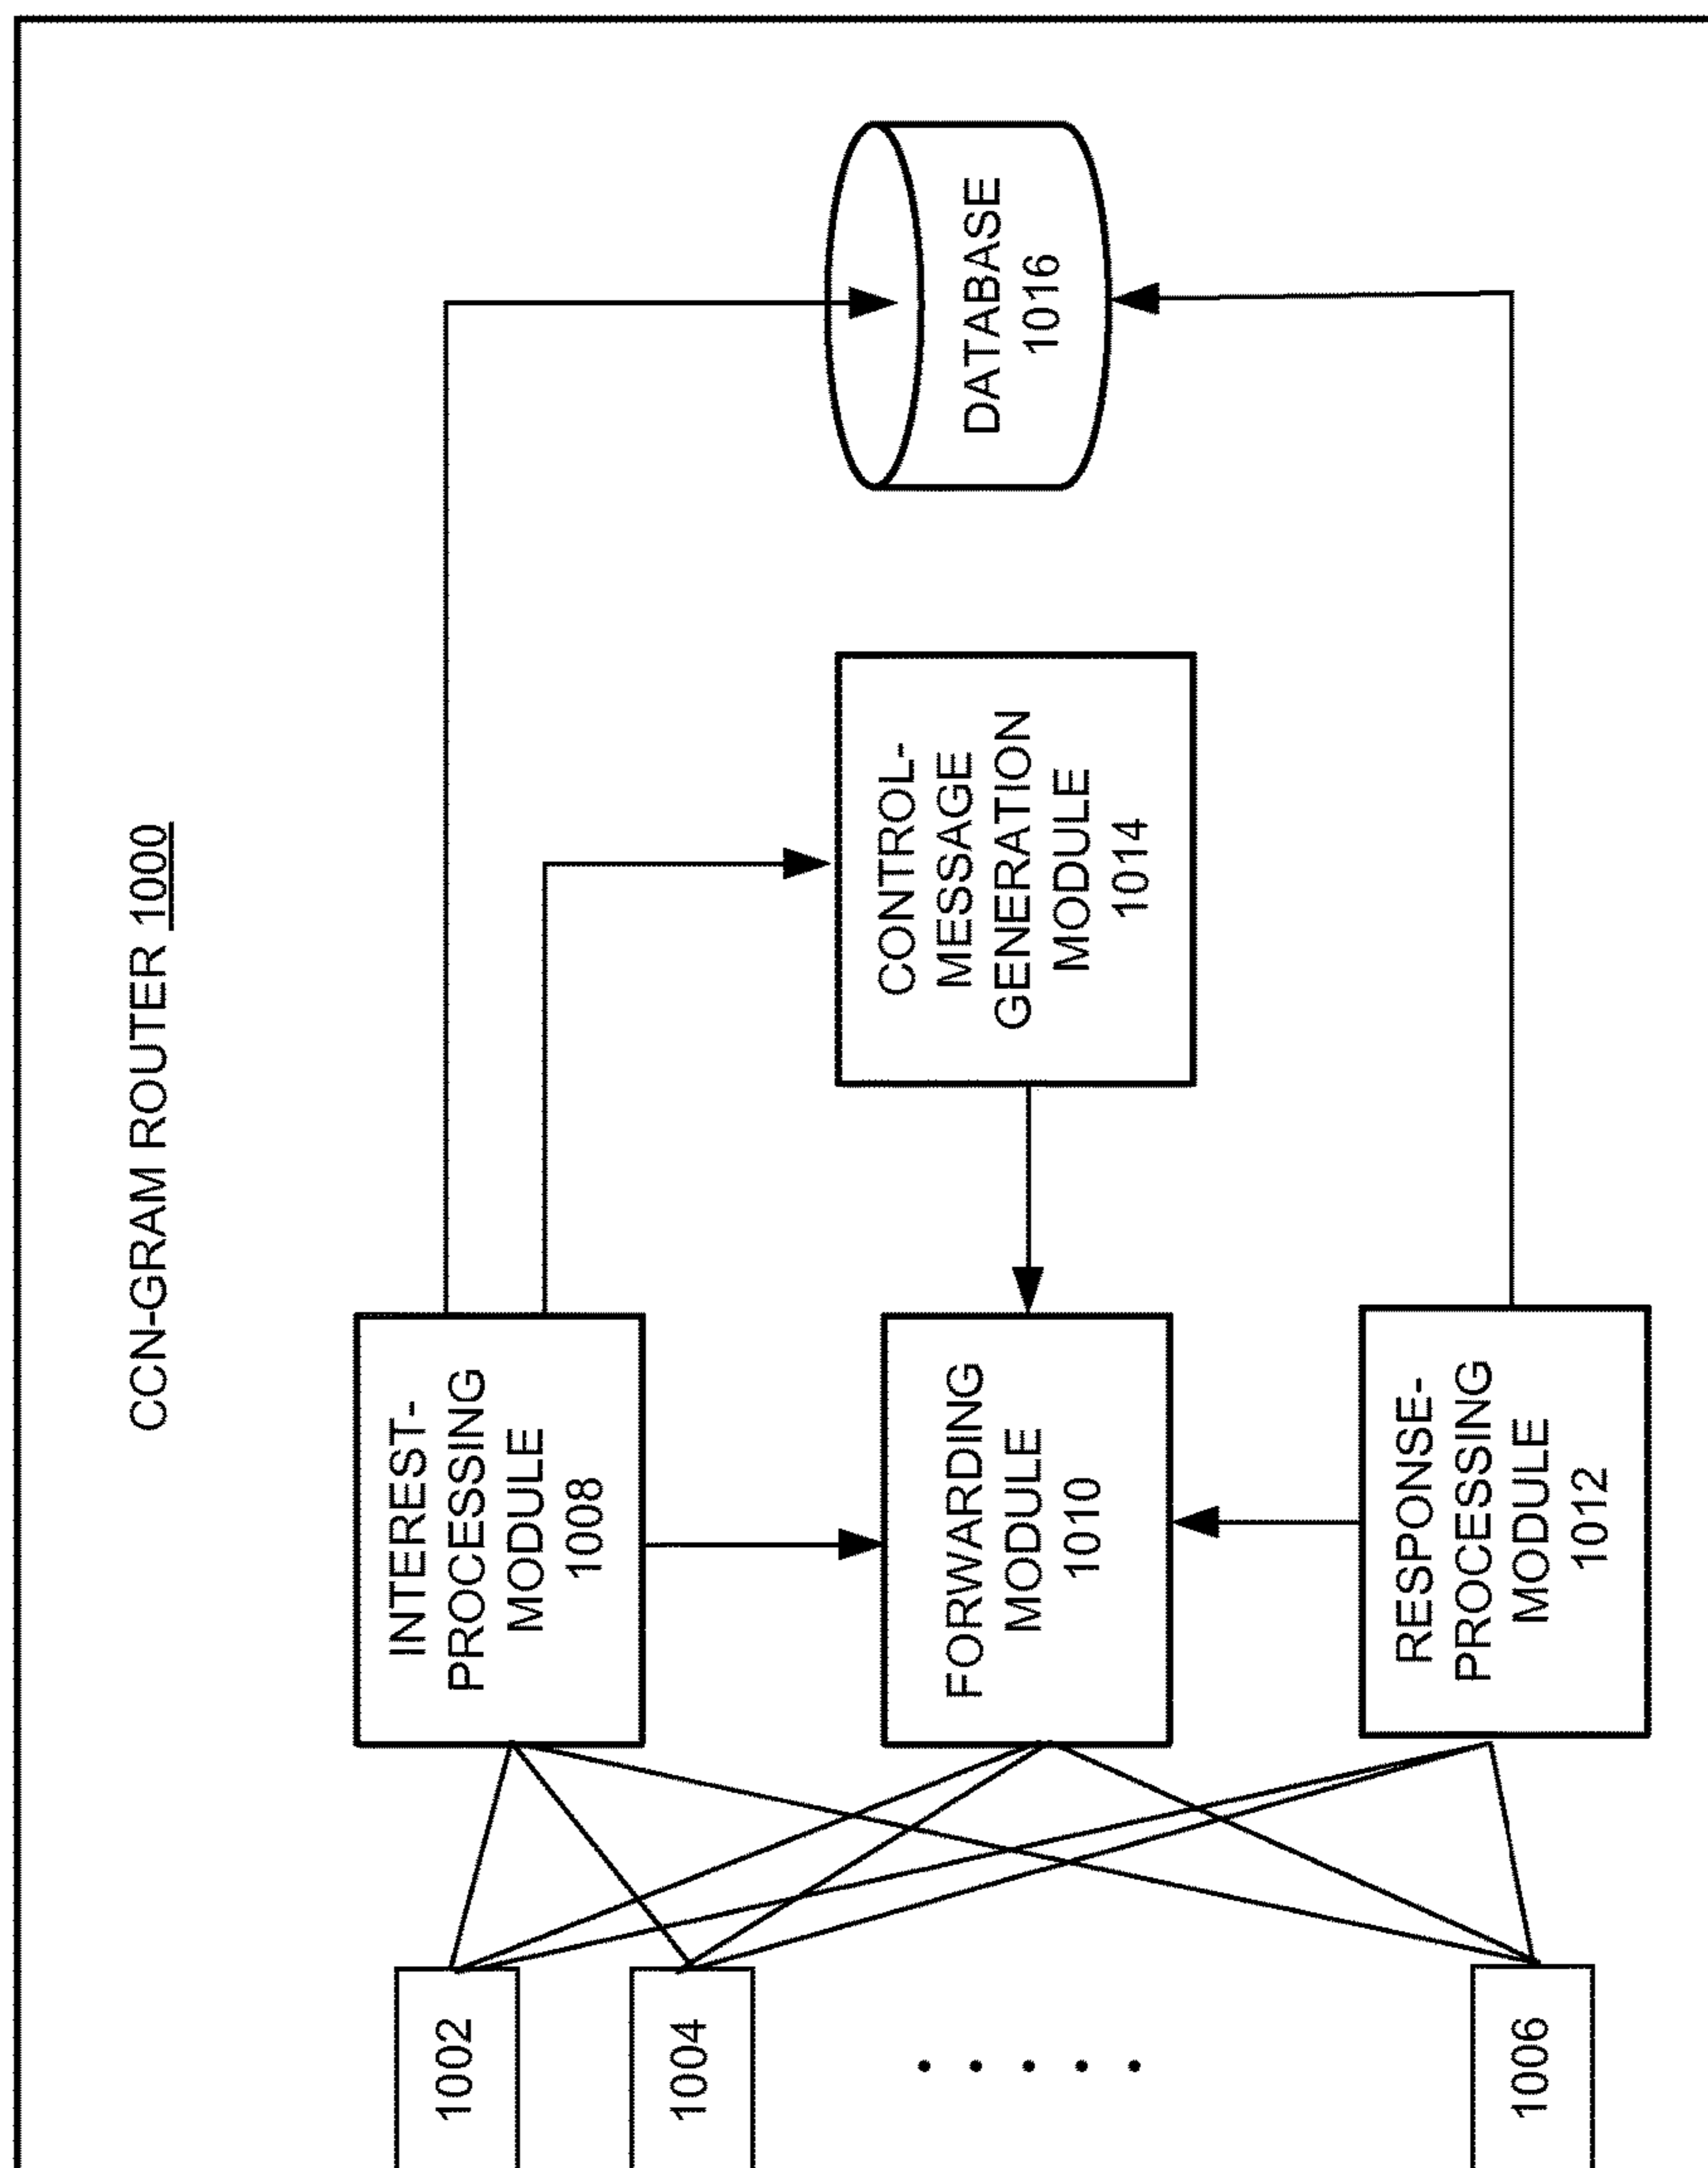 CCN-GRAM ROUTER 1000
1002
1004
1006
INTEREST-
PROCESSING
MODULE
1008
FORWARDING
MODULE
1010
RESPONSE-
PROCESSING
MODULE
1012
CONTROL-
MESSAGE
GENERATION
MODULE
1014
DATABASE
1016